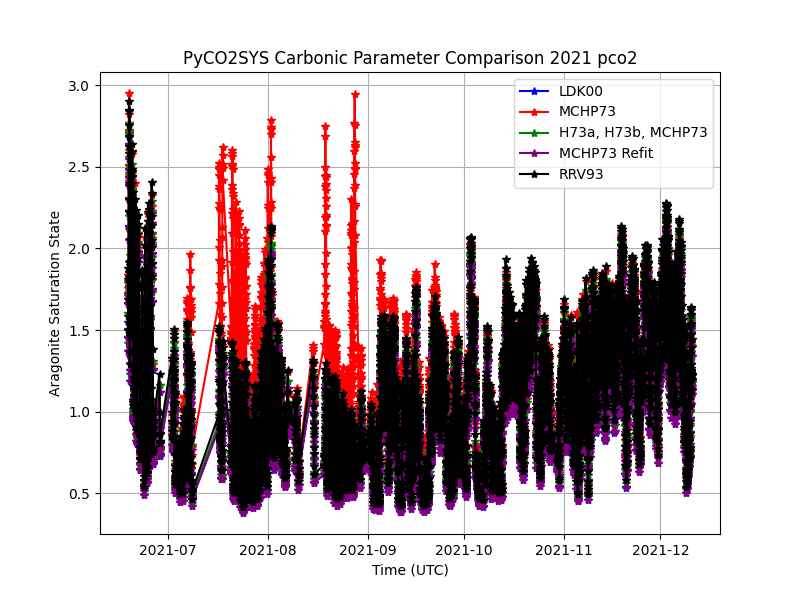 PyCO2SYS Carbonic Parameter Comparison 2021 pco2
3.0
2.5
2.0
1.5
1.0
0.5
Aragonite Saturation State
LDK00
MCHP73
H73a, H73b, MCHP73
MCHP73 Refit
RRV93
2021-07
2021-08
2021-09
2021-10
2021-11
2021-12
Time (UTC)